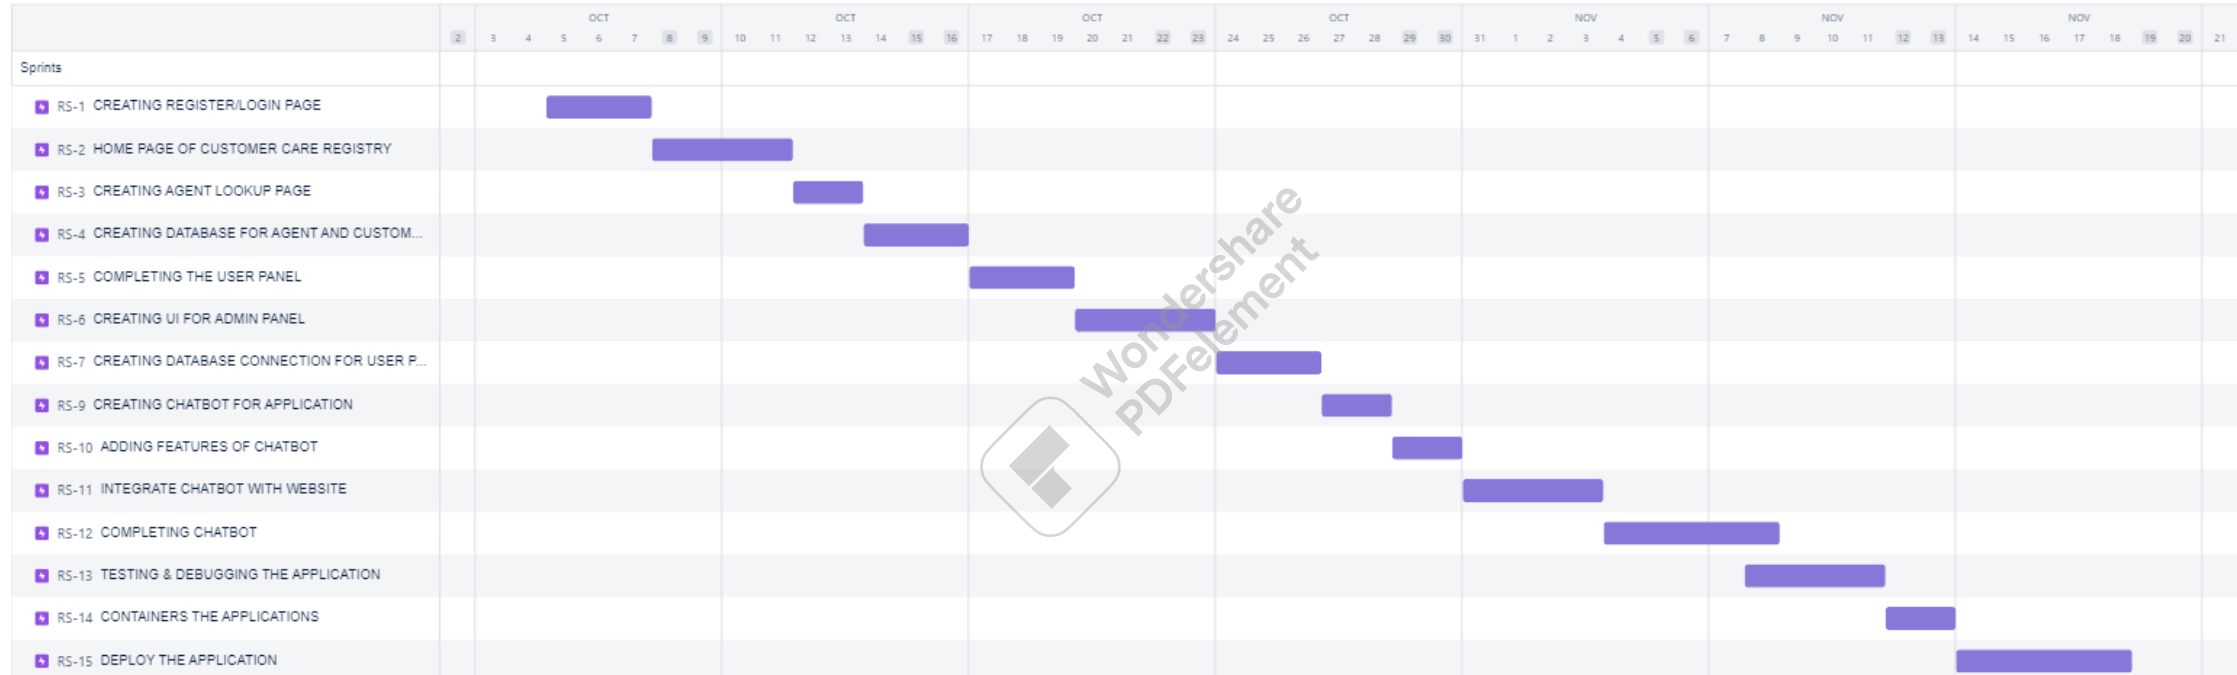 OCT OCT OCT OCT NOV NOV NOV
2 3 4 5 6 7 8 9 10 11 12 13 14 15 16 17 18 19 20 21 22 23 24 25 26 27 28 29 30 31 1 2 3 4 5 6 7 8 9 10 11 12 13 14 15 16 17 18 19 20 21
Sprints
RS-1 CREATING REGISTER/LOGIN PAGE
RS-2 HOME PAGE OF CUSTOMER CARE REGISTRY
RS-3 CREATING AGENT LOOKUP PAGE
RS-4 CREATING DATABASE FOR AGENT AND CUSTOM...
RS-5 COMPLETING THE USER PANEL
RS-6 CREATING UI FOR ADMIN PANEL
RS-7 CREATING DATABASE CONNECTION FOR USER P...
RS-9 CREATING CHATBOT FOR APPLICATION
RS-10 ADDING FEATURES OF CHATBOT
RS-11 INTEGRATE CHATBOT WITH WEBSITE
RS-12 COMPLETING CHATBOT
RS-13 TESTING & DEBUGGING THE APPLICATION
RS-14 CONTAINERS THE APPLICATIONS
RS-15 DEPLOY THE APPLICATION
Wondershare
PDFelement